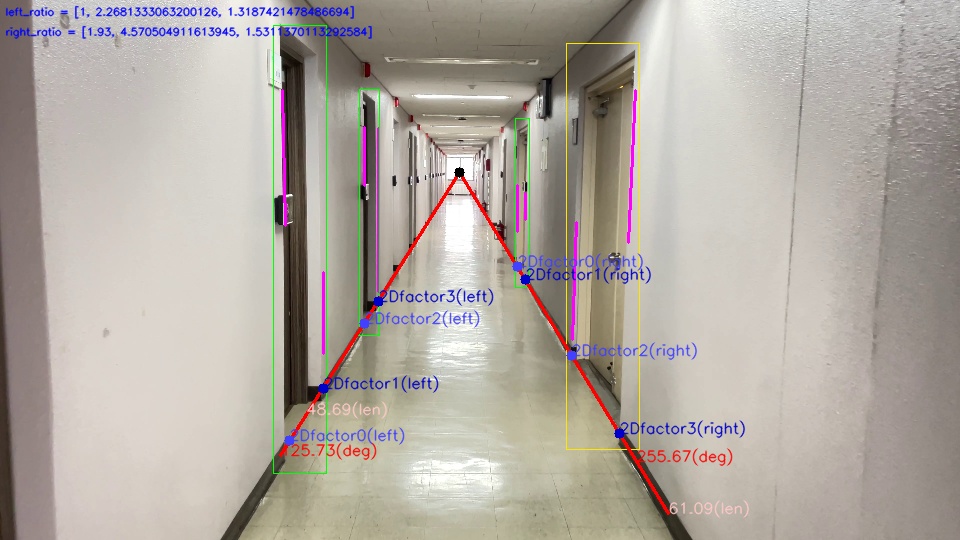 left_ratio = [1, 2.2681333063200126, 1.3187421478486694]
right_ratio = [1.93, 4.570504911613945, 1.5311370113292584]
2Dfactor0(right)
2Dfactor1(right)
2Dfactor3(left)
2Dfactor2(left)
2Dfactor2(right)
2Dfactor1(left)
48.69(len)
2Dfactor3(right)
2Dfactor0(left)
125.73(deg)
255.67(deg)
61.09(len)